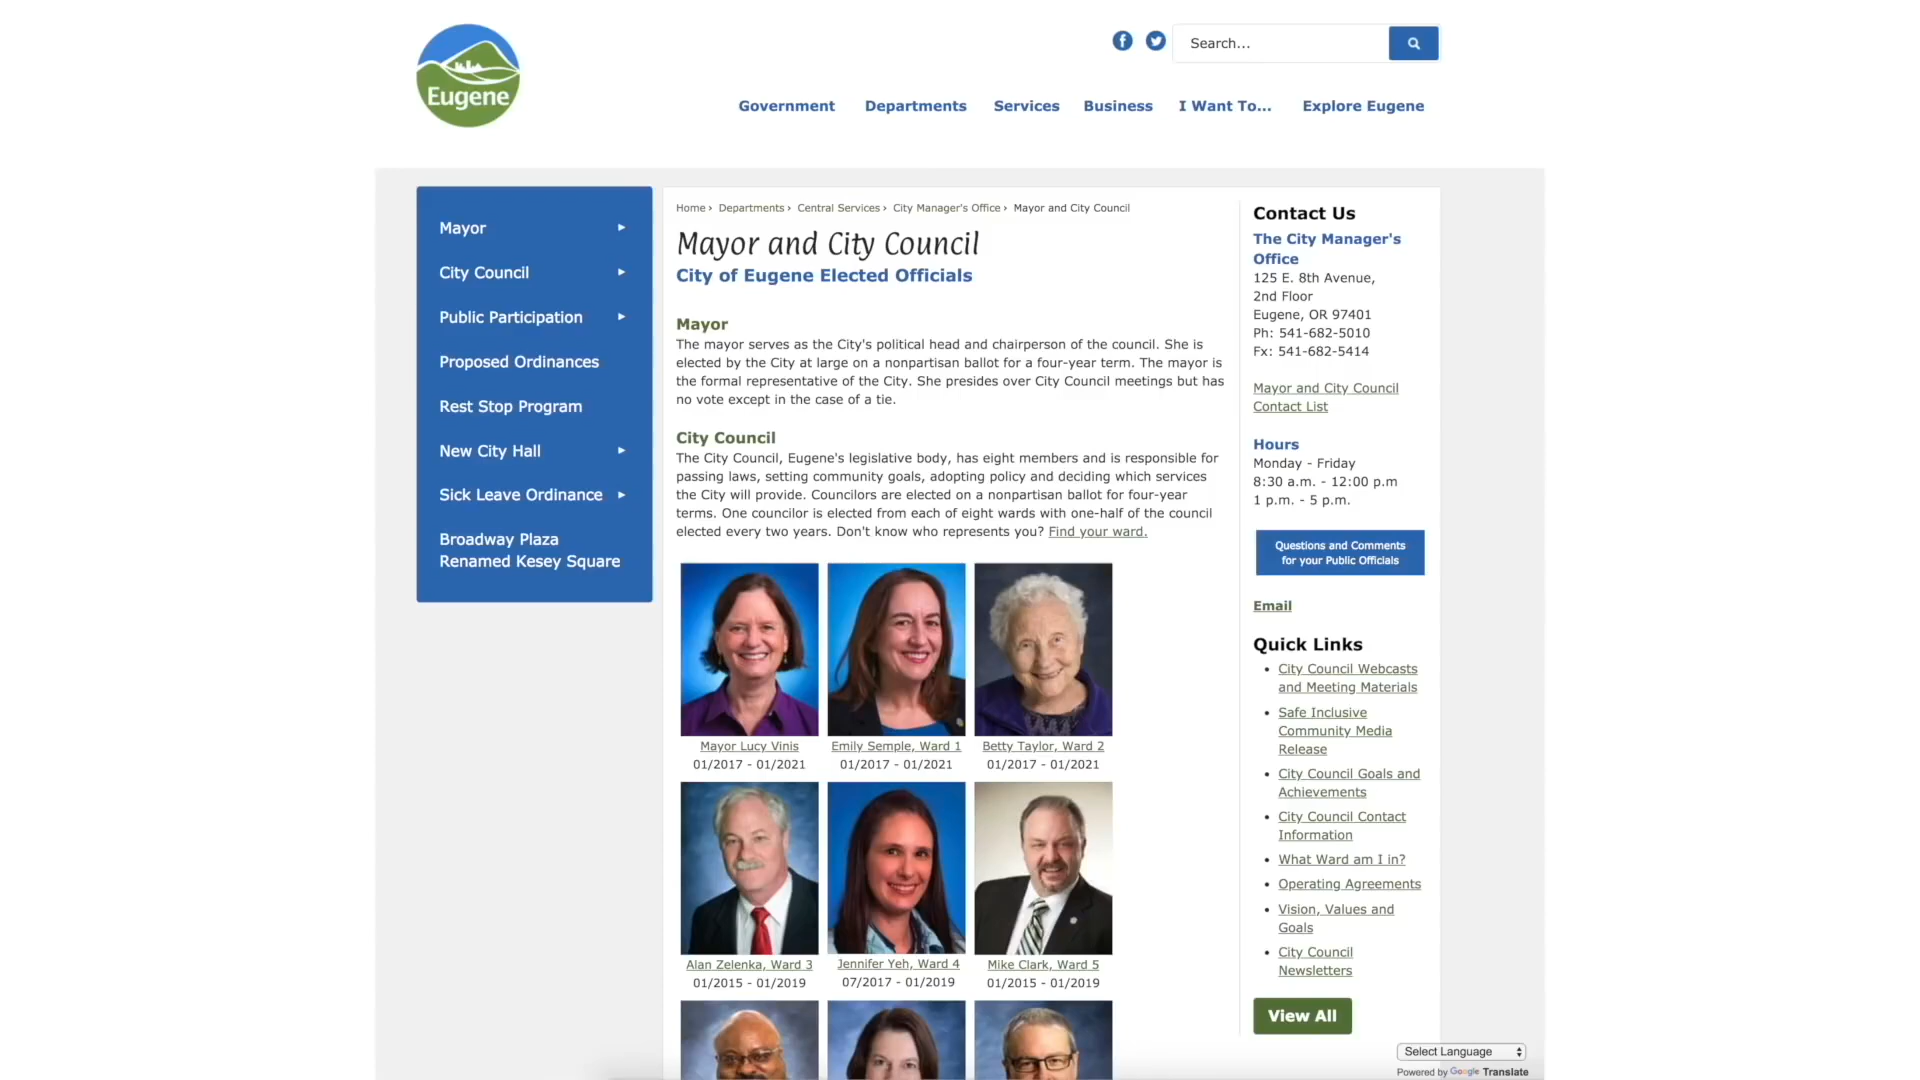 Eugene
Search...
Government
Departments
Services
Business
I Want To...
Explore Eugene
Mayor
City Council
Public Participation
Proposed Ordinances
Rest Stop Program
New City Hall
Sick Leave Ordinance
Broadway Plaza
Renamed Kesey Square
Home › Departments › Central Services › City Manager's Office › Mayor and City Council
Mayor and City Council
City of Eugene Elected Officials
Mayor
The mayor serves as the City's political head and chairperson of the council. She is
elected by the City at large on a nonpartisan ballot for a four-year term. The mayor is
the formal representative of the City. She presides over City Council meetings but has
no vote except in the case of a tie.
City Council
The City Council, Eugene's legislative body, has eight members and is responsible for
passing laws, setting community goals, adopting policy and deciding which services
the City will provide. Councilors are elected on a nonpartisan ballot for four-year
terms. One councilor is elected from each of eight wards with one-half of the council
elected every two years. Don't know who represents you? Find your ward.
Mayor Lucy Vinis
01/2017 - 01/2021
Emily Semple, Ward 1
01/2017 - 01/2021
Betty Taylor, Ward 2
01/2017 - 01/2021
Alan Zelenka, Ward 3
01/2015 - 01/2019
Jennifer Yeh, Ward 4
07/2017 - 01/2019
Mike Clark, Ward 5
01/2015 - 01/2019
Contact Us
The City Manager's
Office
125 E. 8th Avenue,
2nd Floor
Eugene, OR 97401
Ph: 541-682-5010
Fx: 541-682-5414
Mayor and City Council
Contact List
Hours
Monday - Friday
8:30 a.m. - 12:00 p.m
1 p.m. - 5 p.m.
Questions and Comments
for your Public Officials
Email
Quick Links
City Council Webcasts
and Meeting Materials
Safe Inclusive
Community Media
Release
City Council Goals and
Achievements
City Council Contact
Information
What Ward am I in?
Operating Agreements
Vision, Values and
Goals
City Council
Newsletters
View All
Select Language
Powered by Google Translate